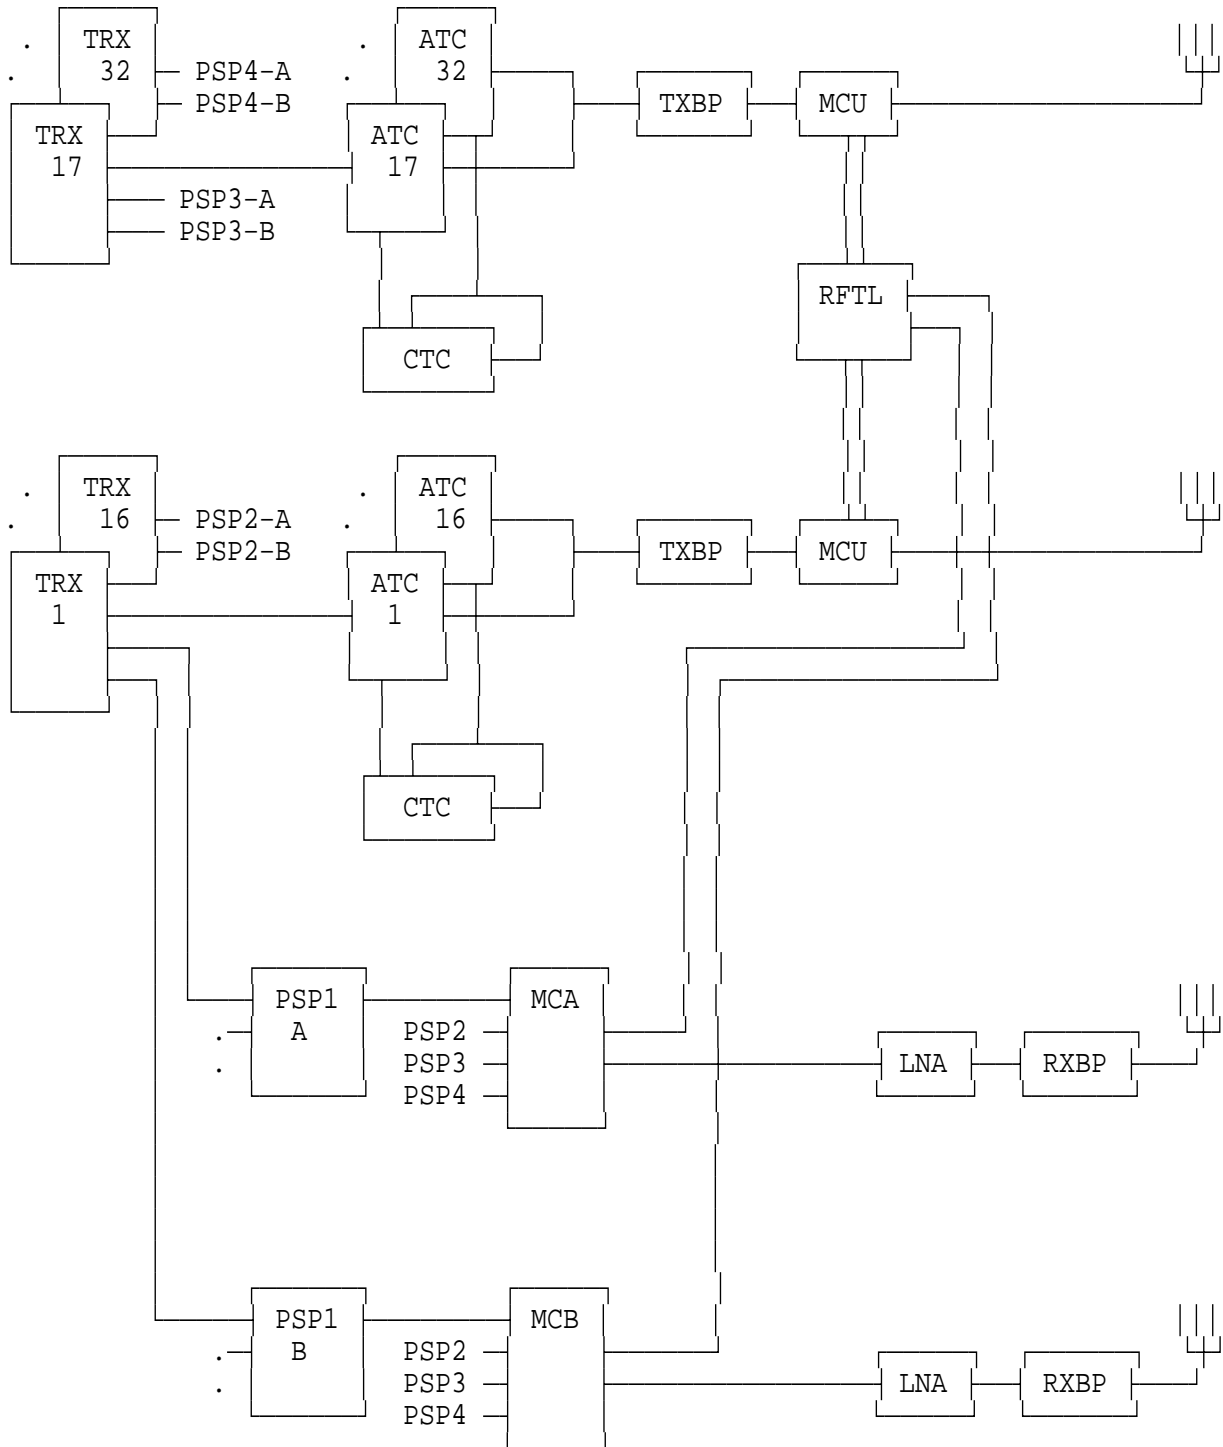 TRX ATC
32 PSP4-A 32
PSP4-B TXBP MCU
TRX ATC
17 17
PSP3-A
PSP3-B
RFTL
CTC
TRX ATC
16 PSP2-A 16
PSP2-B TXBP MCU
TRX ATC
1 1
CTC
PSP1 MCA
A PSP2
PSP3 LNA RXBP
PSP4
PSP1 MCB
B PSP2
PSP3 LNA RXBP
PSP4